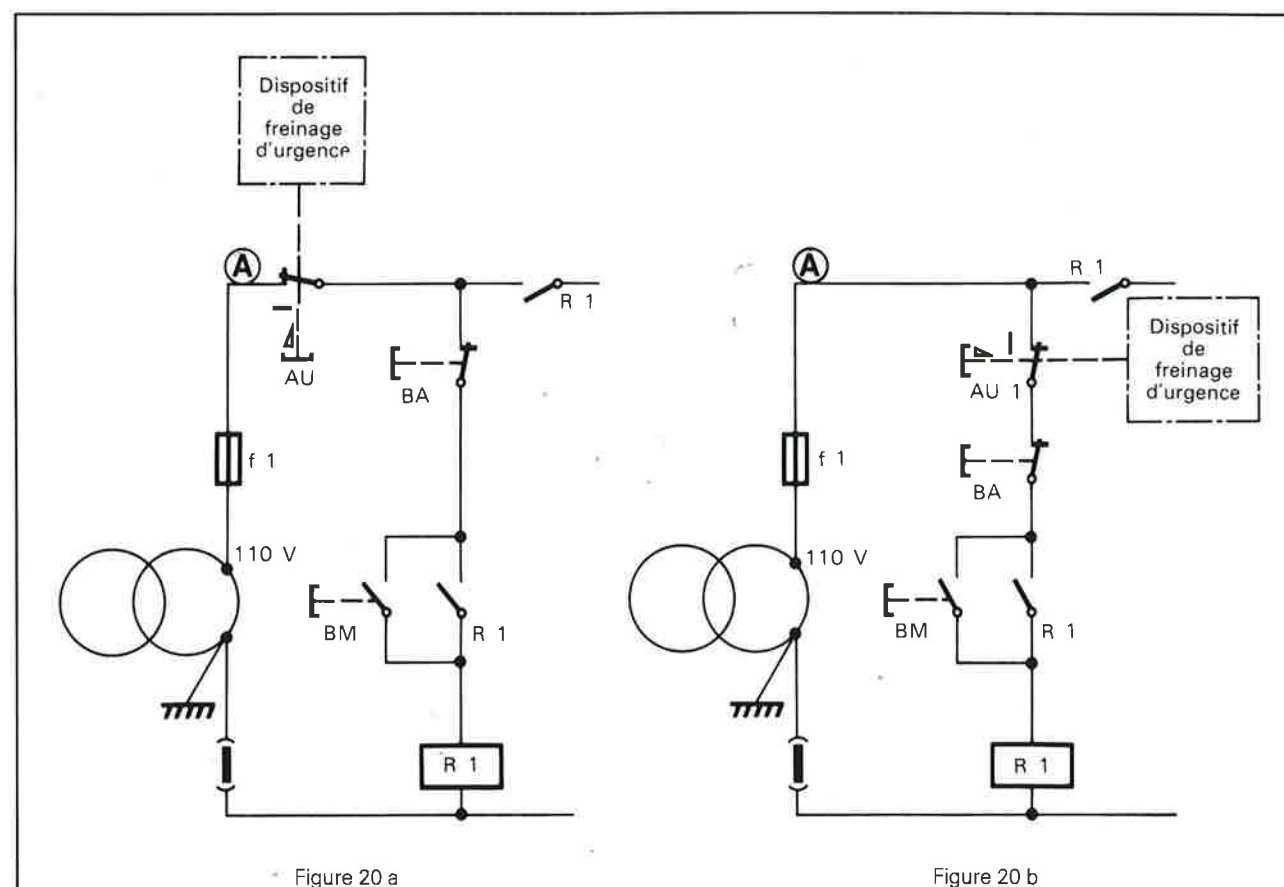 Dispositif
de
freinage
d'urgence
A
R 1
AU
BA
f 1
110 V
BM
R 1
R 1
Figure 20 a
A
R 1
Dispositif
de
freinage
d'urgence
AU 1
f 1
BA
110 V
BM
R 1
R 1
Figure 20 b